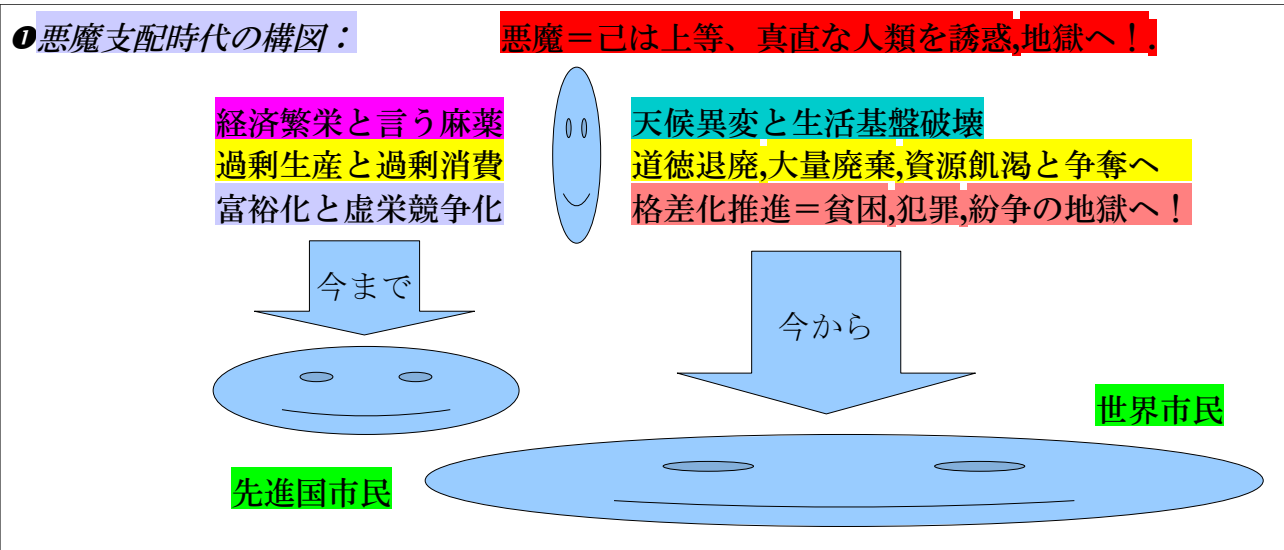 ❶悪魔支配時代の構図：
悪魔＝己は上等、真直な人類を誘惑,地獄へ！.
経済繁栄と言う麻薬
過剰生産と過剰消費
富裕化と虚栄競争化
天候異変と生活基盤破壊
道徳退廃,大量廃棄,資源飢渇と争奪へ
格差化推進＝貧困,犯罪,紛争の地獄へ！
今まで
今から
世界市民
先進国市民